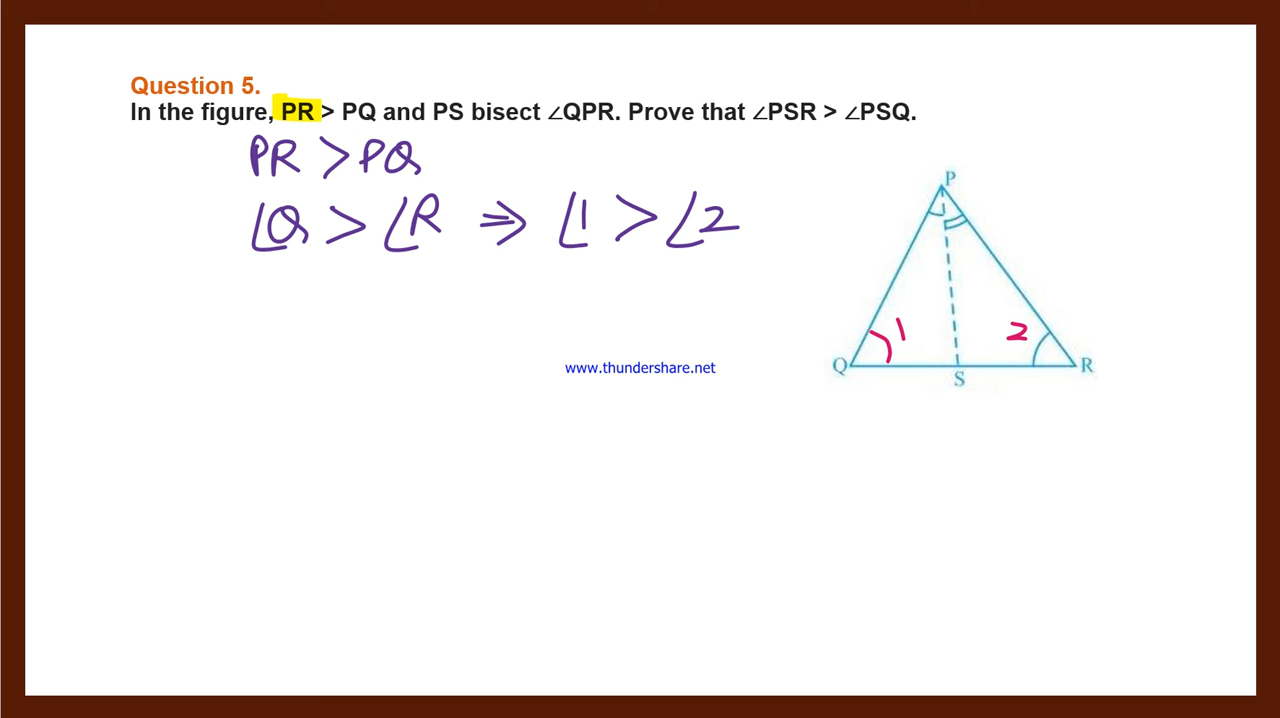 Question 5.
In the figure, PR > PQ and PS bisect ∠QPR. Prove that ∠PSR > ∠PSQ.
PR > PQ
∠Q > ∠R ⇒ ∠1 > ∠2
P
1
2
www.thundershare.net
Q
R
S